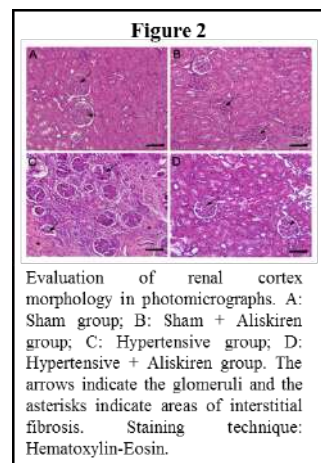 Figure 2
A
B
C
D
Evaluation of renal cortex
morphology in photomicrographs. A:
Sham group; B: Sham + Aliskiren
group; C: Hypertensive group; D:
Hypertensive + Aliskiren group. The
arrows indicate the glomeruli and the
asterisks indicate areas of interstitial
fibrosis. Staining technique:
Hematoxylin-Eosin.